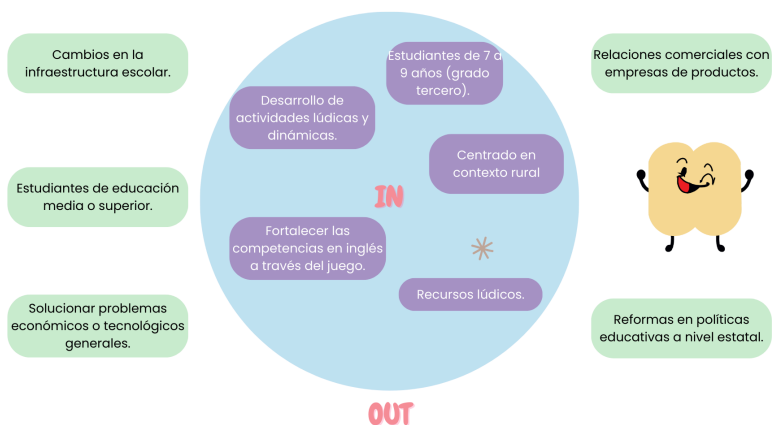 Cambios en la
infraestructura escolar.
Estudiantes de educación
media o superior.
Solucionar problemas
económicos o tecnológicos
generales.
Estudiantes de 7 a
9 años (grado
tercero).
Desarrollo de
actividades lúdicas y
dinámicas.
Centrado en
contexto rural
IN
Fortalecer las
competencias en inglés
a través del juego.
Recursos lúdicos.
OUT
Relaciones comerciales con
empresas de productos.
Reformas en políticas
educativas a nivel estatal.